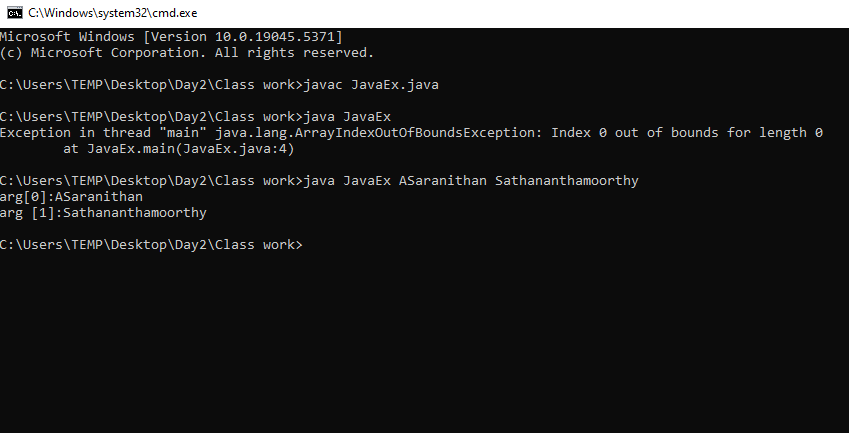 C:\Windows\system32\cmd.exe
Microsoft Windows [Version 10.0.19045.5371]
(c) Microsoft Corporation. All rights reserved.
C:\Users\TEMP\Desktop\Day2\Class work>javac JavaEx.java
C:\Users\TEMP\Desktop\Day2\Class work>java JavaEx
Exception in thread "main" java.lang.ArrayIndexOutOfBoundsException: Index 0 out of bounds for length 0
        at JavaEx.main(JavaEx.java:4)
C:\Users\TEMP\Desktop\Day2\Class work>java JavaEx ASaranithan Sathananthamoorthy
arg[0]:ASaranithan
arg [1]:Sathananthamoorthy
C:\Users\TEMP\Desktop\Day2\Class work>